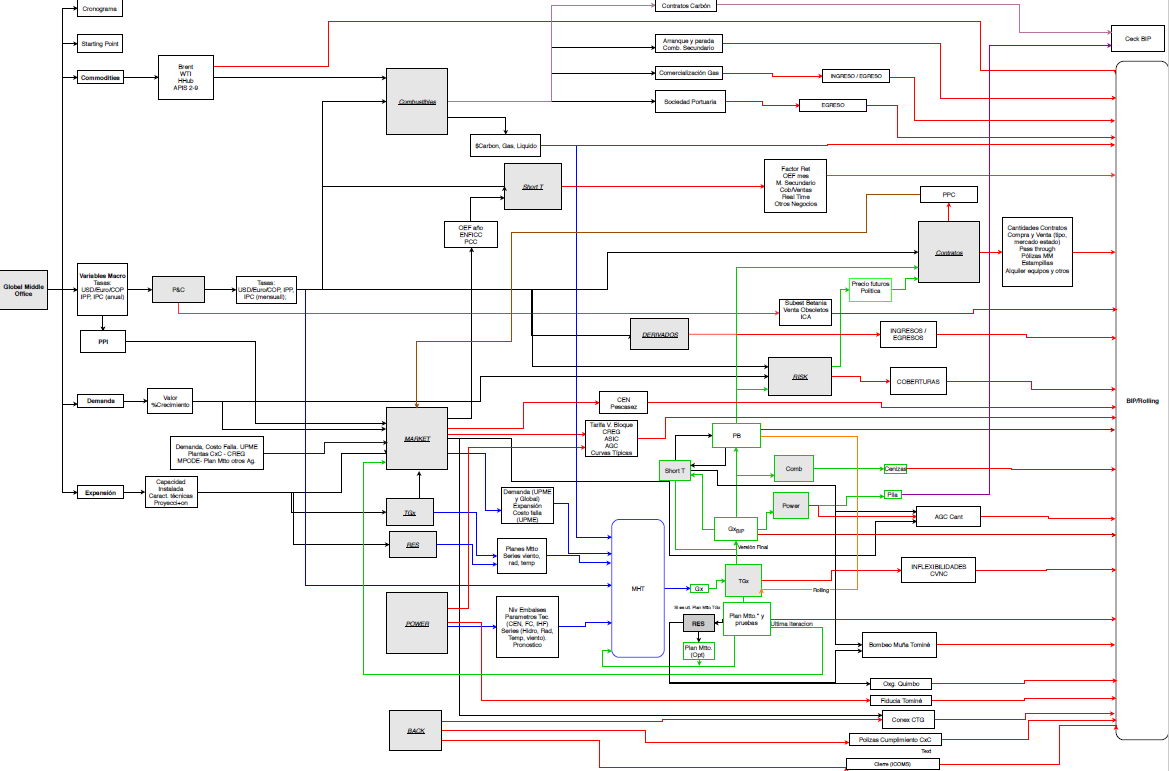 Cronograma
Starting Point
Commodities
Brent
WTI
HHub
APIS 2-9
Global Middle
Office
Variables Macro
Tasas:
USD/Euro/COP
IPP, IPC (anual)
P&C
Tasas:
USD/Euro/COP, IPP,
IPC (mensual);
PPI
Demanda
Valor
%Crecimiento
Demanda, Costo Falla. UPME
Plantas CxC - CREG
MPODE- Plan Mtto otros Ag.
Expansión
Capacidad
Instalada
Caract. técnicas
Proyecci+on
Combustibles
$Carbon, Gas, Liquido
Short T
OEF año
ENFICC
PCC
Contratos Carbón
Arranque y parada
Comb. Secundario
Comercialización Gas
INGRESO / EGRESO
Sociedad Portuaria
EGRESO
Factor Ret
OEF mes
M. Secundario
Cob/Ventas
Real Time
Otros Negocios
PPC
Contratos
Cantidades Contratos
Compra y Venta (tipo,
mercado estado)
Pass through
Pólizas MM
Estampillas
Alquiler equipos y otros
Precio futuros
Politica
Subest Betania
Venta Obsoletos
ICA
DERIVADOS
INGRESOS /
EGRESOS
RISK
COBERTURAS
CEN
Pescasez
MARKET
Tarifa V. Bloque
CREG
ASIC
AGC
Curvas Típicas
PB
Short T
Comb
Cenizas
Power
Pila
AGC Cant
GxBIP
Versión Final
TGx
RES
Demanda (UPME
y Global)
Expansión
Costo falla
(UPME)
Planes Mtto
Series viento,
rad, temp
MHT
Gx
TGx
Rolling
INFLEXIBILIDADES
CVNC
POWER
Niv Embalses
Parametros Tec.
(CEN, FC, IHF)
Series (Hidro, Rad,
Temp, viento).
Pronostico
Si result. Plan Mtto TGx
RES
Plan Mtto.* y
pruebas
Ultima iteracion
Plan Mtto.
(Opt)
Bombeo Muña Tominé
Oxg. Quimbo
Fiducia Tominé
BACK
Conex CTG
Polizas Cumplimiento CxC
Text
Cierre (ICOMS)
Ceck BIP
BIP/Rolling